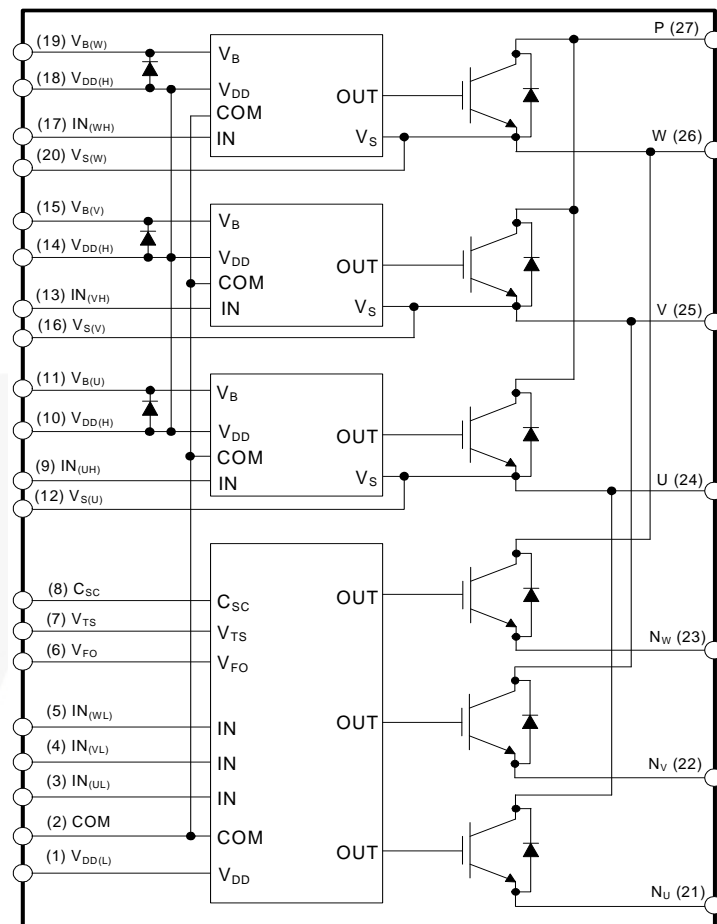 (19) VB(W)
VB
P (27)
(18) VDD(H)
VDD
OUT
COM
(17) IN(WH)
IN
VS
W (26)
(20) VS(W)
(15) VB(V)
VB
(14) VDD(H)
VDD
OUT
COM
(13) IN(VH)
IN
VS
V (25)
(16) VS(V)
(11) VB(U)
VB
(10) VDD(H)
VDD
OUT
COM
(9) IN(UH)
IN
VS
U (24)
(12) VS(U)
(8) CSC
CSC
OUT
(7) VTS
VTS
(6) VFO
VFO
NW (23)
(5) IN(WL)
IN
OUT
(4) IN(VL)
IN
NV (22)
(3) IN(UL)
IN
(2) COM
COM
OUT
(1) VDD(L)
VDD
NU (21)